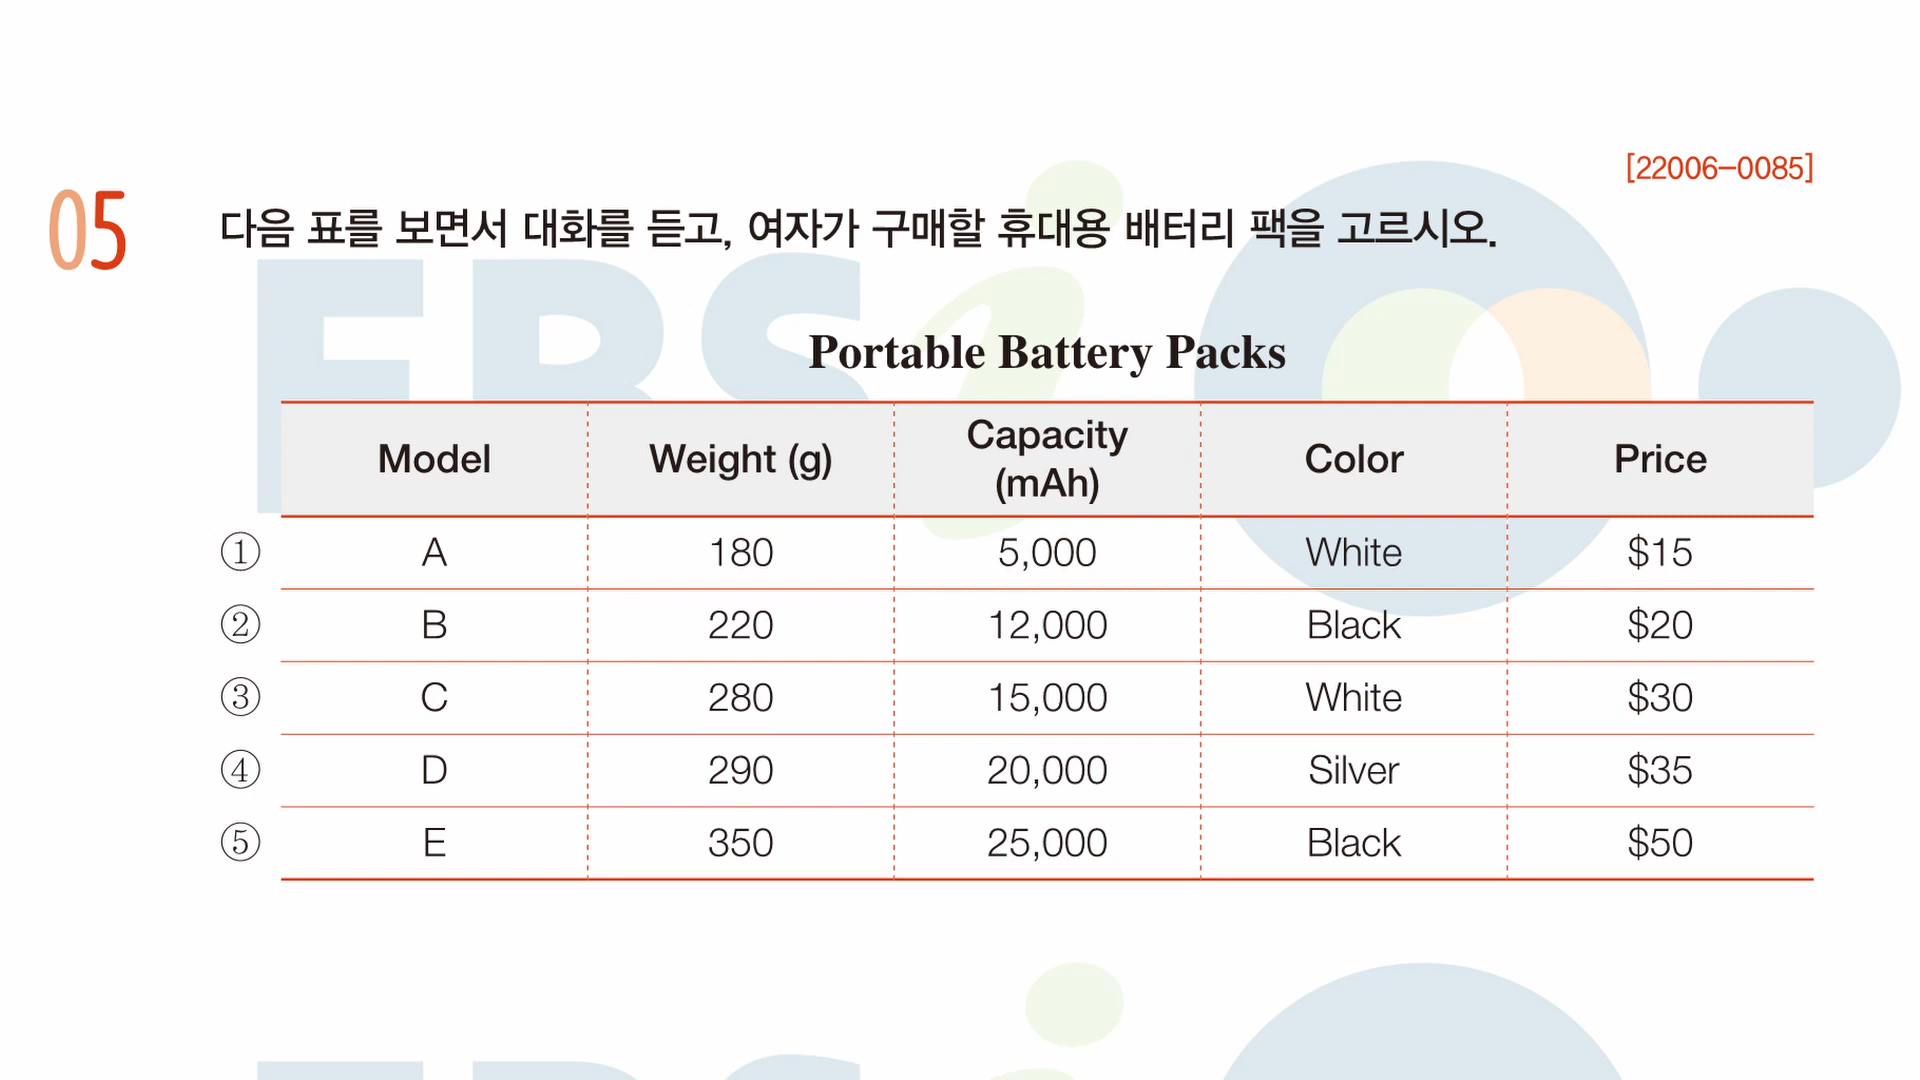 [22006-0085]
05 다음 표를 보면서 대화를 듣고, 여자가 구매할 휴대용 배터리 팩을 고르시오.
EBSi
Portable Battery Packs
Model Weight (g) Capacity (mAh) Color Price
① A 180 5,000 White $15
② B 220 12,000 Black $20
③ C 280 15,000 White $30
④ D 290 20,000 Silver $35
⑤ E 350 25,000 Black $50